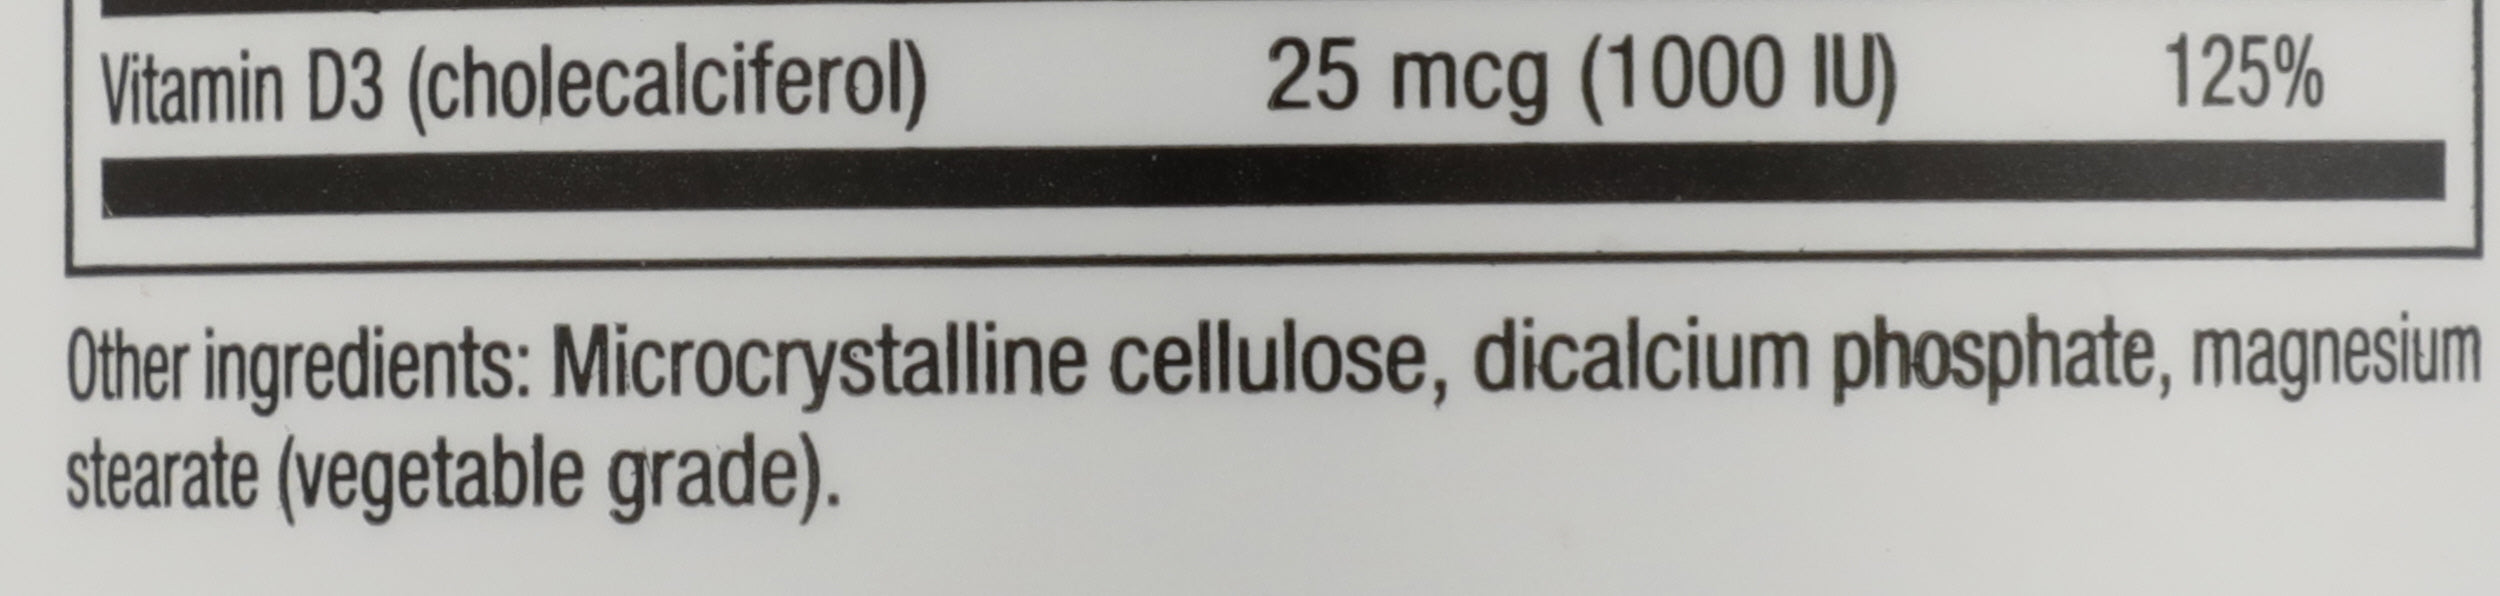 Vitamin D3 (cholecalciferol) 25 mcg (1000 IU) 125%
Other ingredients: Microcrystalline cellulose, dicalcium phosphate, magnesium
stearate (vegetable grade).